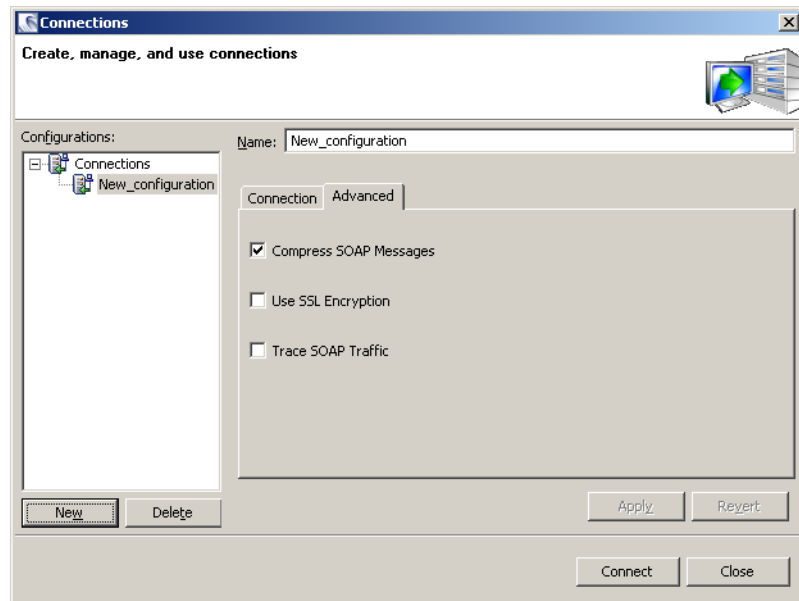 Connections
Create, manage, and use connections
Configurations:
Connections
New_configuration
Name: New_configuration
Connection Advanced
Compress SOAP Messages
Use SSL Encryption
Trace SOAP Traffic
New Delete
Apply Revert
Connect Close